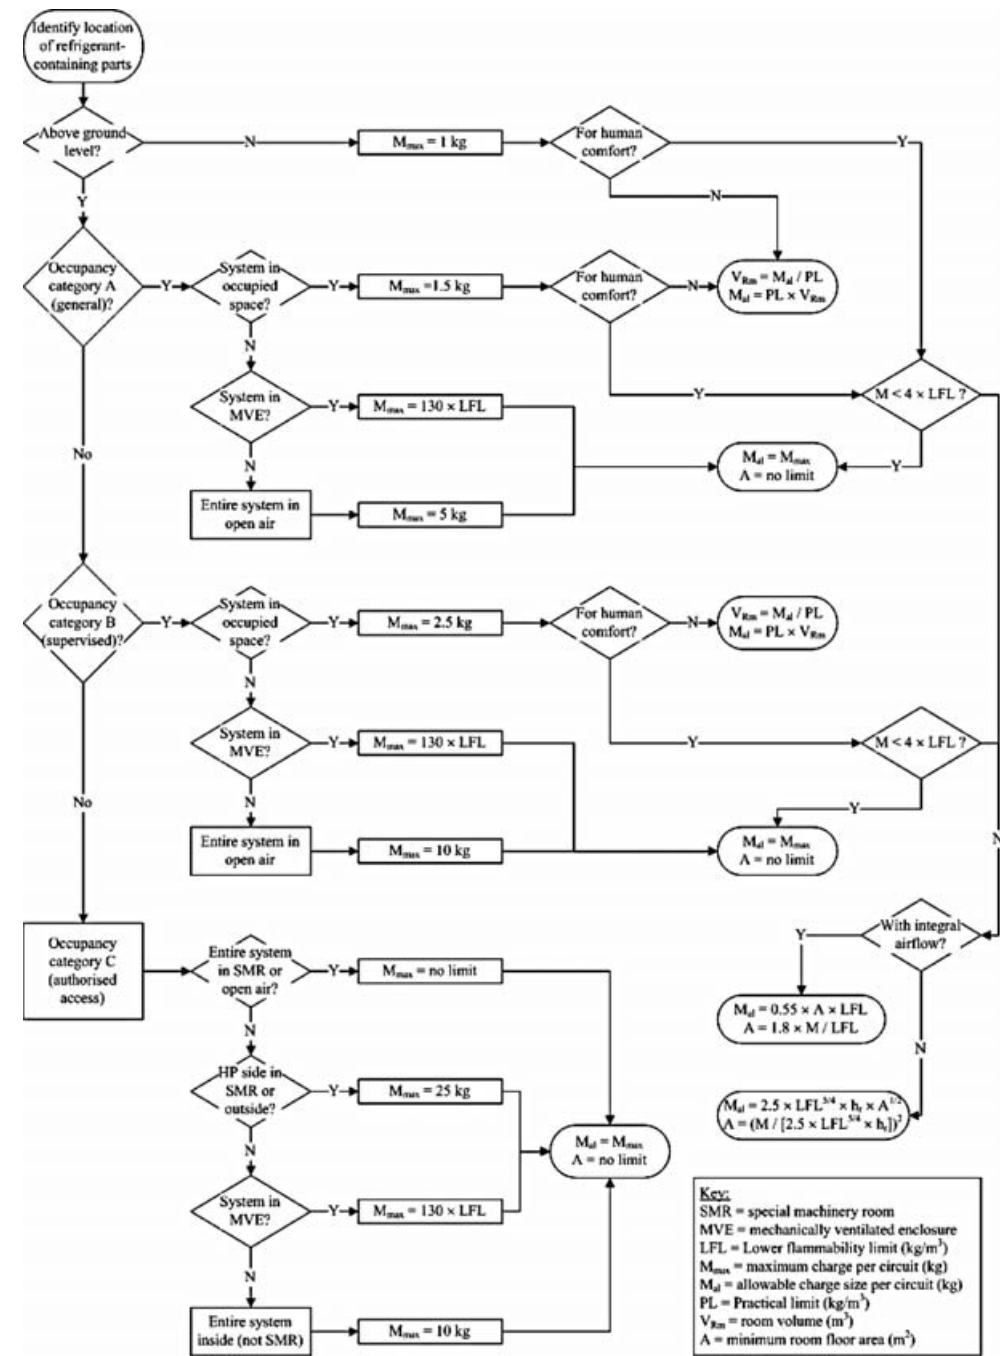 Identify location
of refrigerant-
containing parts
Above ground
level?
N
M_max = 1 kg
For human
comfort?
Y
N
Y
Occupancy
category A
(general)?
Y
System in
occupied
space?
Y
M_max =1.5 kg
For human
comfort?
N
V_Rm = M_al / PL
M_al = PL × V_Rm
N
Y
M < 4 × LFL ?
System in
MVE?
Y
M_max = 130 × LFL
No
N
M_al = M_max
A = no limit
Y
Entire system in
open air
M_max = 5 kg
Occupancy
category B
(supervised)?
Y
System in
occupied
space?
Y
M_max = 2.5 kg
For human
comfort?
N
V_Rm = M_al / PL
M_al = PL × V_Rm
N
System in
MVE?
Y
M_max = 130 × LFL
Y
M < 4 × LFL ?
No
N
Y
Entire system in
open air
M_max = 10 kg
M_al = M_max
A = no limit
N
Occupancy
category C
(authorised
access)
Entire system
in SMR or
open air?
Y
M_max = no limit
With integral
airflow?
Y
M_al = 0.55 × A × LFL
A = 1.8 × M / LFL
N
N
HP side in
SMR or
outside?
Y
M_max = 25 kg
M_al = 2.5 × LFL^5/4 × h_r × A^1/2
A = (M / [2.5 × LFL^5/4 × h_r])^2
M_al = M_max
A = no limit
N
System in
MVE?
Y
M_max = 130 × LFL
N
Entire system
inside (not SMR)
M_max = 10 kg
Key:
SMR = special machinery room
MVE = mechanically ventilated enclosure
LFL = Lower flammability limit (kg/m³)
M_max = maximum charge per circuit (kg)
M_al = allowable charge size per circuit (kg)
PL = Practical limit (kg/m³)
V_Rm = room volume (m³)
A = minimum room floor area (m²)